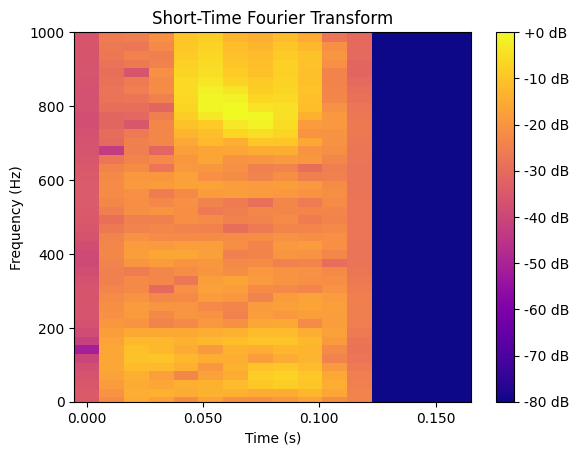 Short-Time Fourier Transform
1000
800
600
400
200
0
Frequency (Hz)
0.000
0.050
0.100
0.150
Time (s)
+0 dB
-10 dB
-20 dB
-30 dB
-40 dB
-50 dB
-60 dB
-70 dB
-80 dB